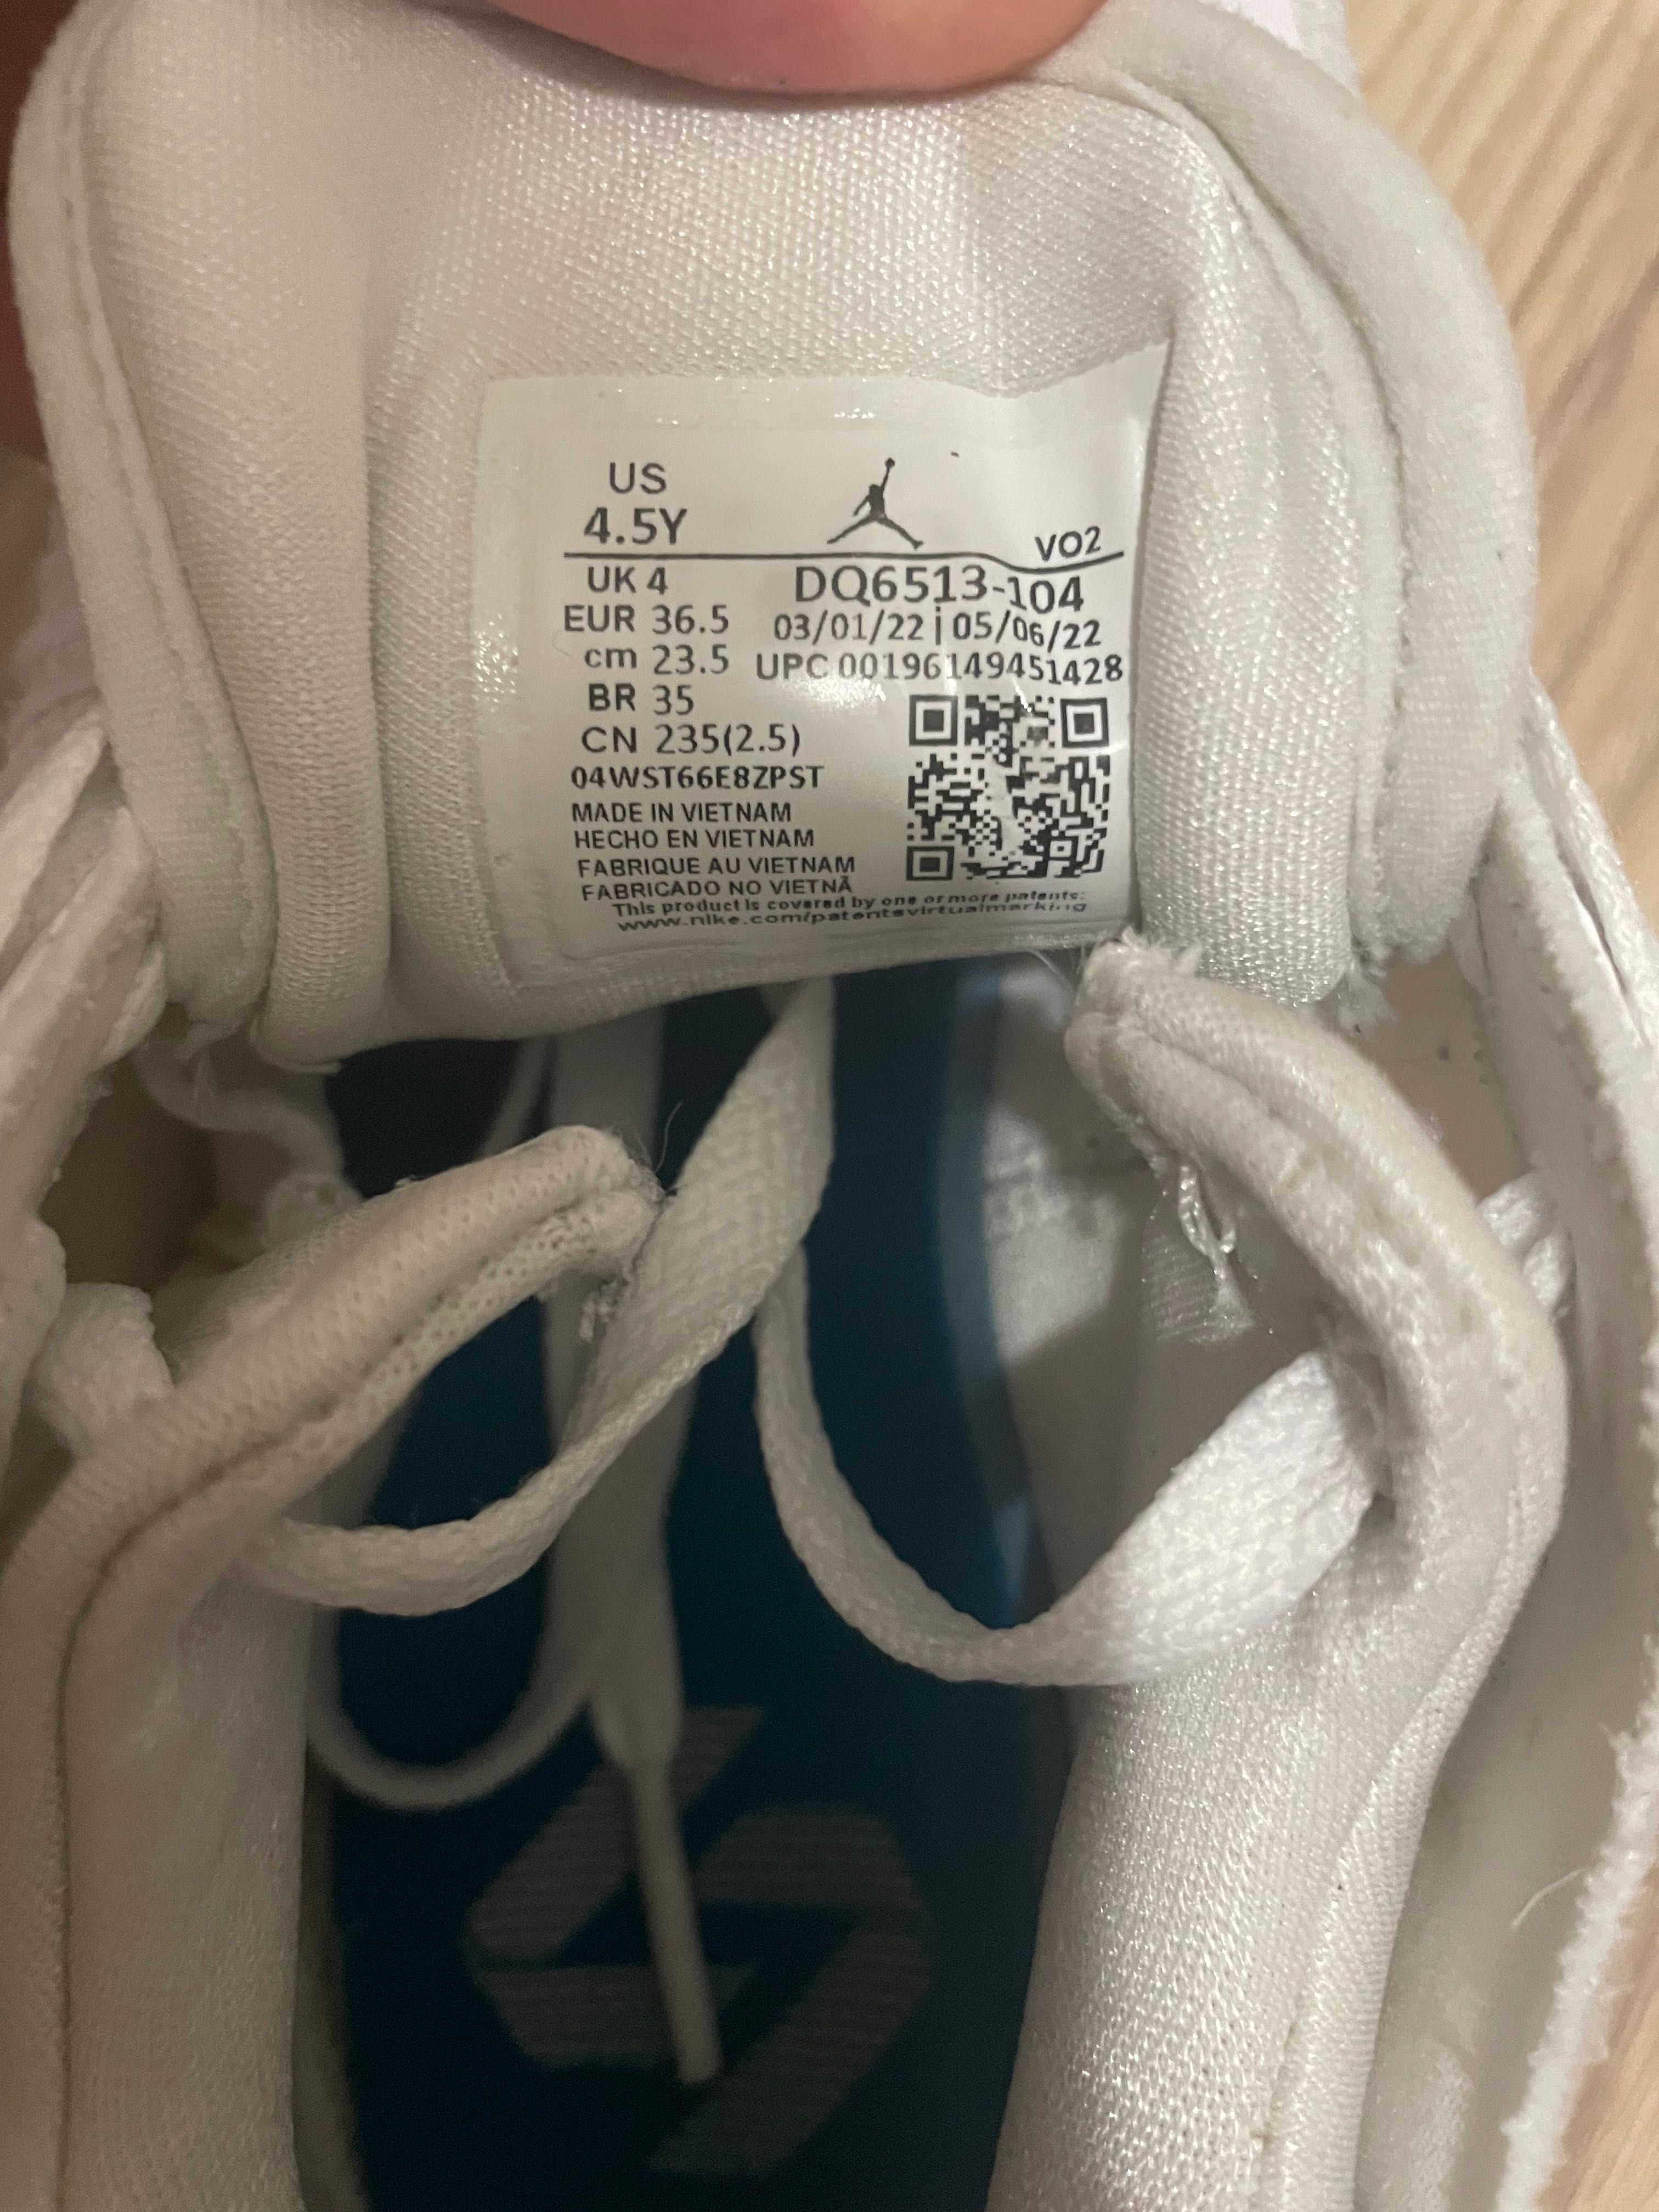 US
4.5Y
VO2
UK 4
DQ6513-104
EUR 36.5
03/01/22 | 05/06/22
cm 23.5
UPC 00196149451428
BR 35
CN 235(2.5)
04WST66E8ZPST
MADE IN VIETNAM
HECHO EN VIETNAM
FABRIQUE AU VIETNAM
FABRICADO NO VIETNÃ
This product is covered by one or more patents:
www.nike.com/patentsvirtualmarking